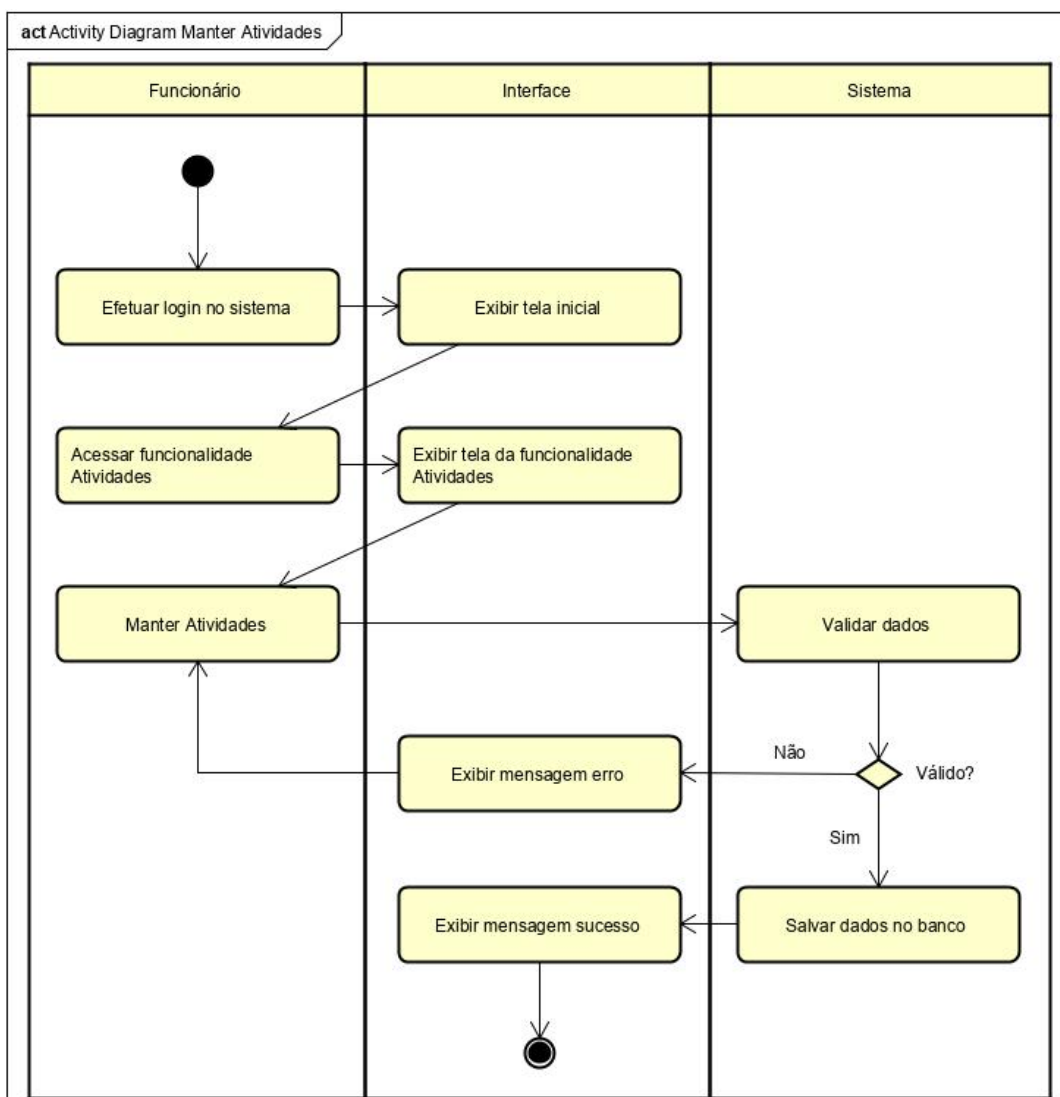 act Activity Diagram Manter Atividades
Funcionário
Interface
Sistema
Efetuar login no sistema
Exibir tela inicial
Acessar funcionalidade
Atividades
Exibir tela da funcionalidade
Atividades
Manter Atividades
Validar dados
Exibir mensagem erro
Não
Válido?
Sim
Exibir mensagem sucesso
Salvar dados no banco